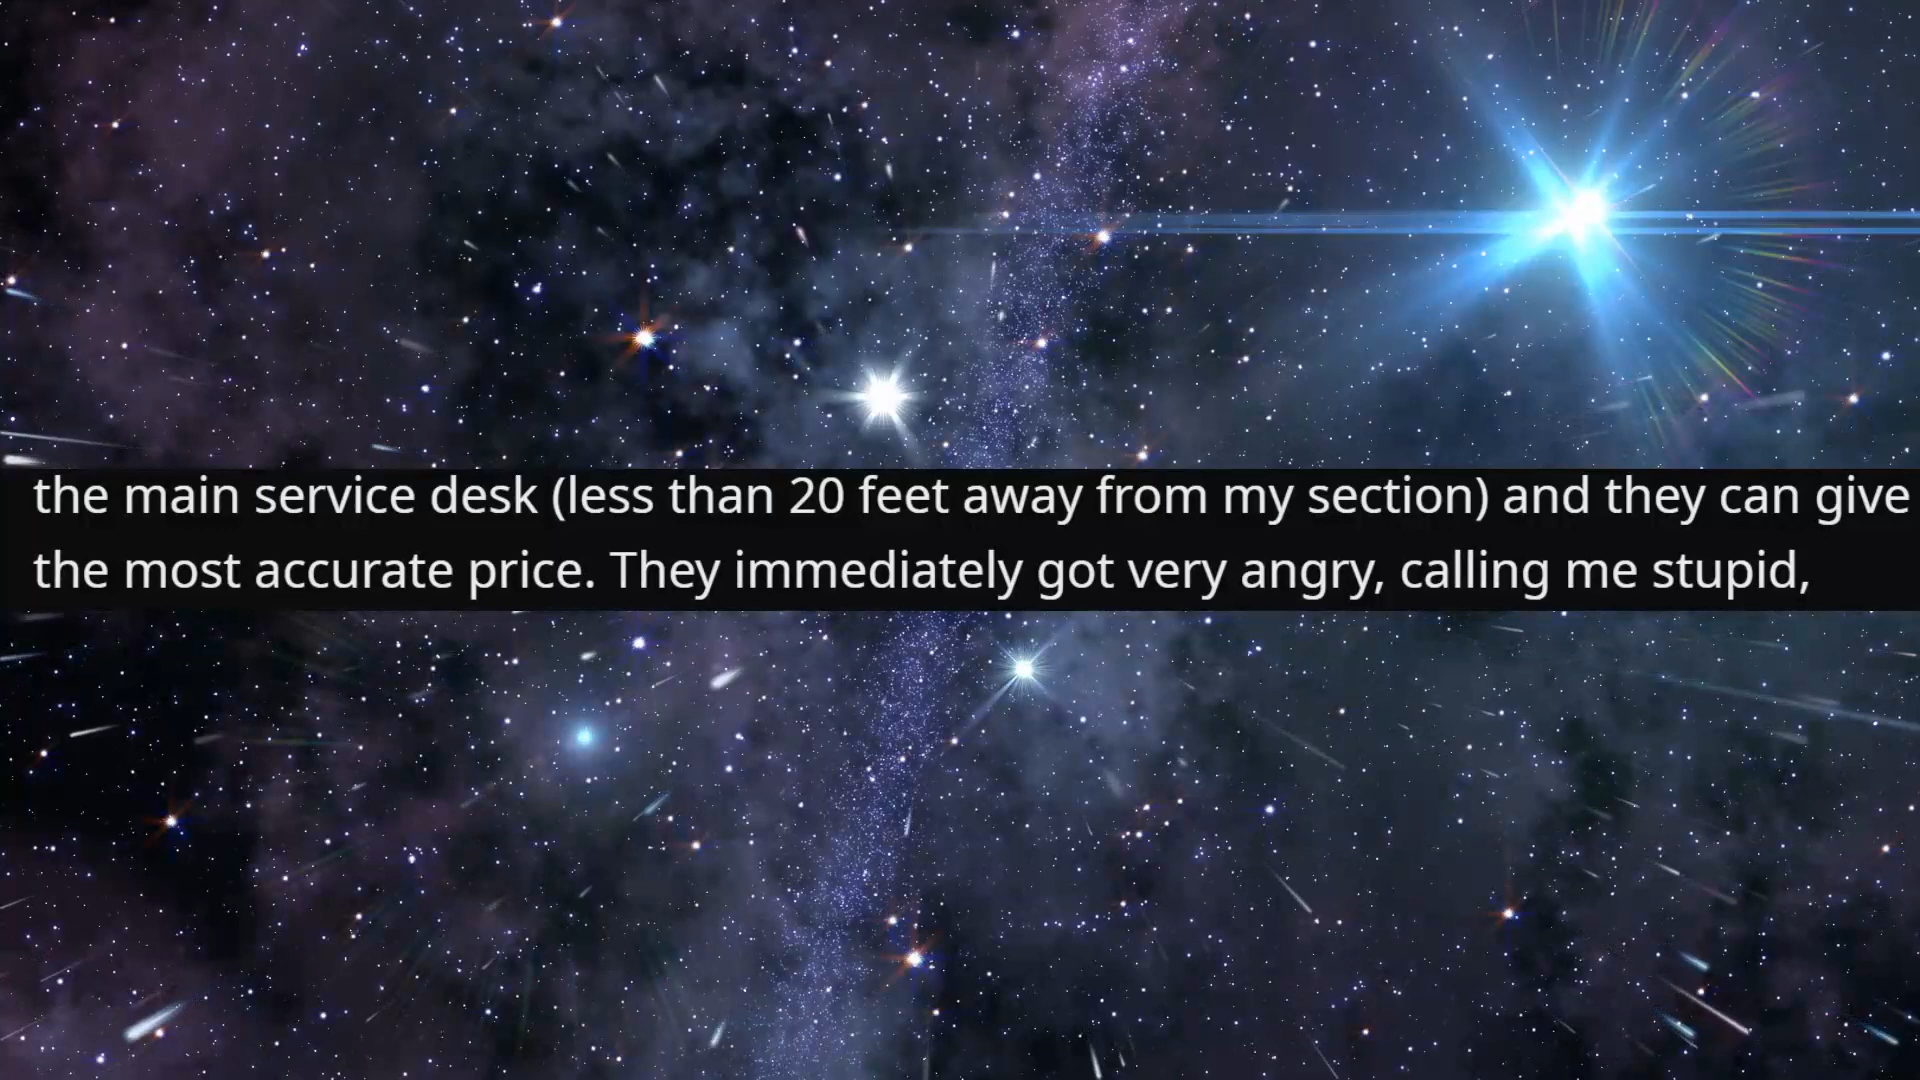 the main service desk (less than 20 feet away from my section) and they can give
the most accurate price. They immediately got very angry, calling me stupid,